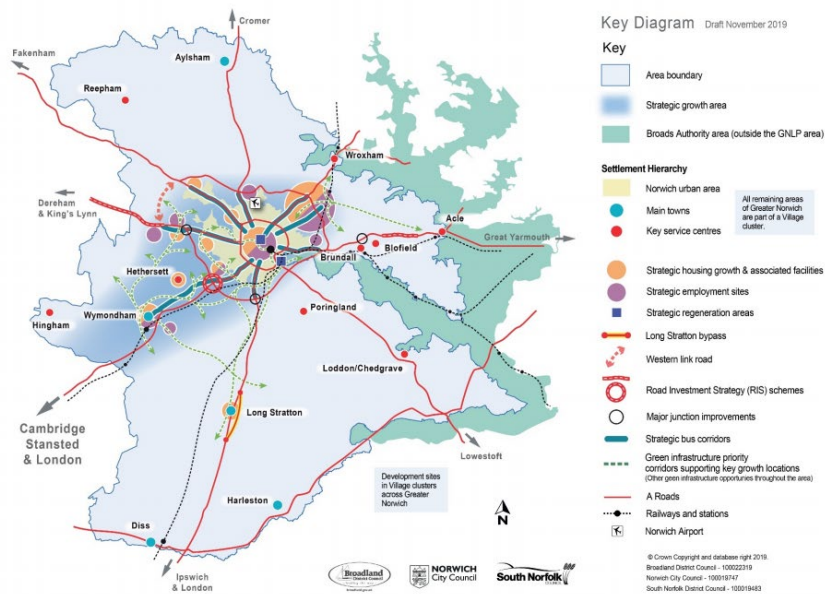 Cromer
Fakenham
Aylsham
Reepham
Wroxham
Dereham
& King's Lynn
Acle
Great Yarmouth
Blofield
Brundall
Hethersett
Poringland
Wymondham
Hingham
Loddon/Chedgrave
Cambridge
Stansted
& London
Long Stratton
Lowestoft
Development sites
in Village clusters
across Greater
Norwich
Harleston
N
Diss
Ipswich
& London
Broadland
District Council
NORWICH
City Council
South Norfolk
Key Diagram Draft November 2019
Key
Area boundary
Strategic growth area
Broads Authority area (outside the GNLP area)
Settlement Hierarchy
Norwich urban area
Main towns
Key service centres
All remaining areas
of Greater Norwich
are part of a Village
cluster.
Strategic housing growth & associated facilities
Strategic employment sites
Strategic regeneration areas
Long Stratton bypass
Western link road
Road Investment Strategy (RIS) schemes
Major junction improvements
Strategic bus corridors
Green infrastructure priority
corridors supporting key growth locations
(Other geen infrastructure opportunies throughout the area)
A Roads
Railways and stations
Norwich Airport
© Crown Copyright and database right 2019.
Broadland District Council - 100022319
Norwich City Council - 100019747
South Norfolk District Council - 100019483